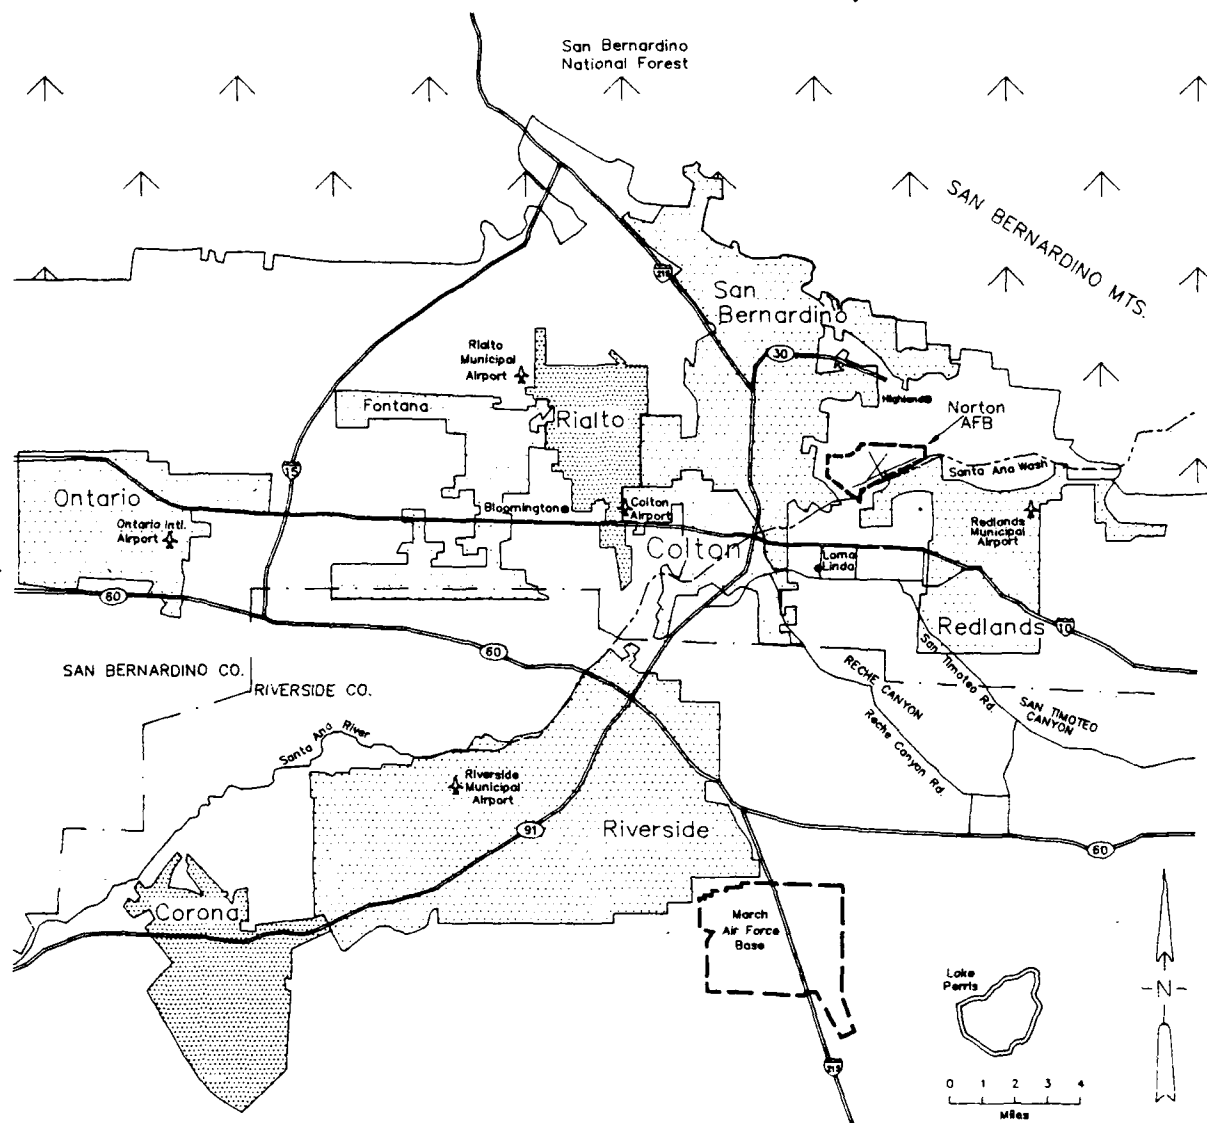 San Bernardino
National Forest
SAN BERNARDINO MTS.
215
San
Bernardino
30
Rialto
Municipal
Airport
Highland
Fontana
Rialto
Norton
AFB
15
Santa Ana Wash
Ontario
Ontario Intl.
Airport
Bloomington
Colton
Airport
Redlands
Municipal
Airport
Colton
Loma
Linda
60
Redlands
10
60
San Timoteo Rd.
SAN BERNARDINO CO.
RIVERSIDE CO.
RECHE CANYON
Reche Canyon Rd.
SAN TIMOTEO
CANYON
Santa Ana River
Riverside
Municipal
Airport
91
Riverside
60
Corona
March
Air Force
Base
Lake
Perris
N
215
0 1 2 3 4
Miles